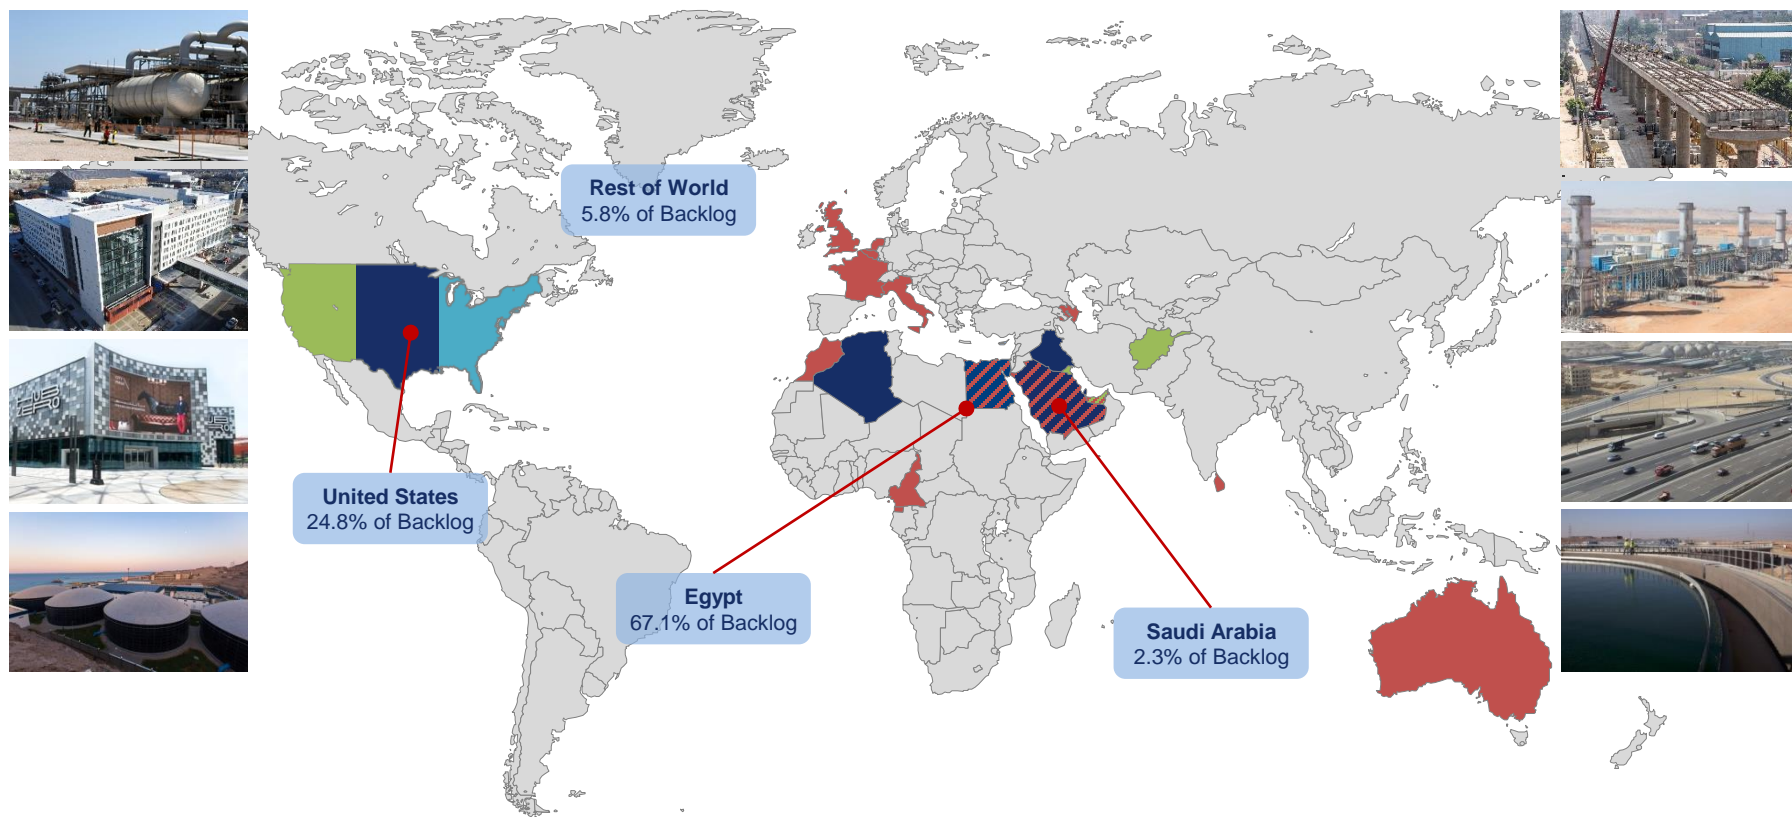 Rest of World
5.8% of Backlog
United States
24.8% of Backlog
Egypt
67.1% of Backlog
Saudi Arabia
2.3% of Backlog